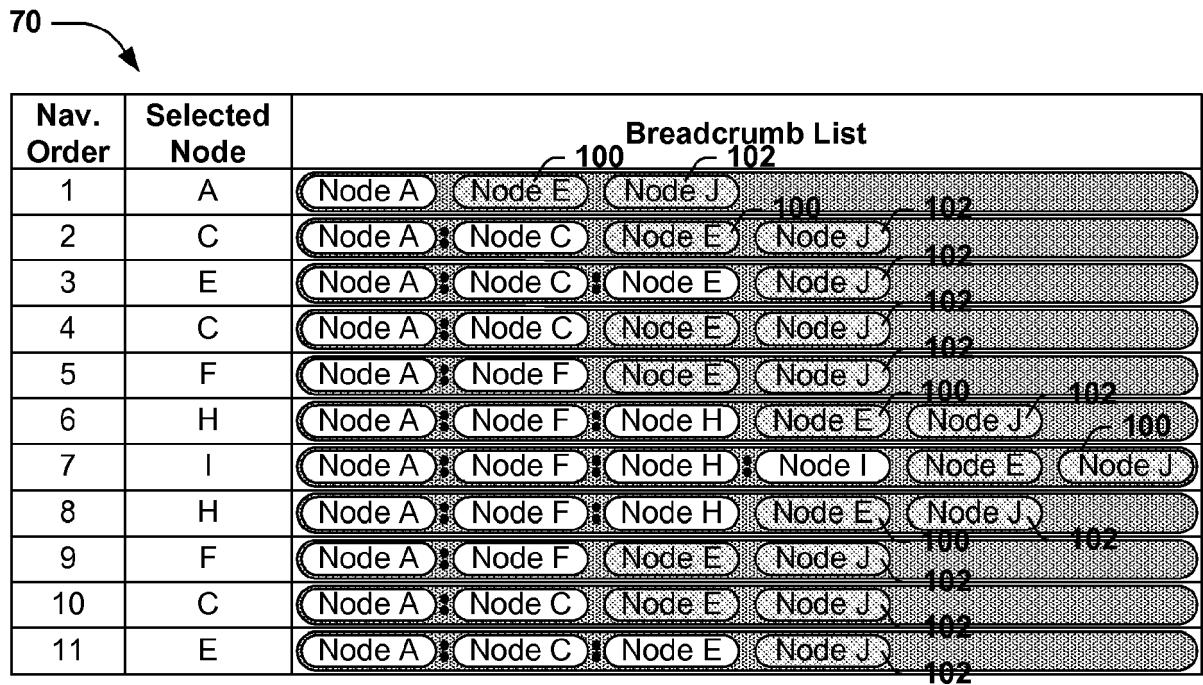 70
Nav. Order Selected Node Breadcrumb List
100 102
1 A Node A Node E Node J
100 102
2 C Node A : Node C Node E Node J
102
3 E Node A : Node C : Node E Node J
102
4 C Node A : Node C Node E Node J
102
5 F Node A : Node F Node E Node J
100 102
6 H Node A : Node F : Node H Node E Node J
100
7 I Node A : Node F : Node H : Node I Node E Node J
8 H Node A : Node F : Node H Node E Node J
100 102
9 F Node A : Node F Node E Node J
102
10 C Node A : Node C Node E Node J
102
11 E Node A : Node C : Node E Node J
102